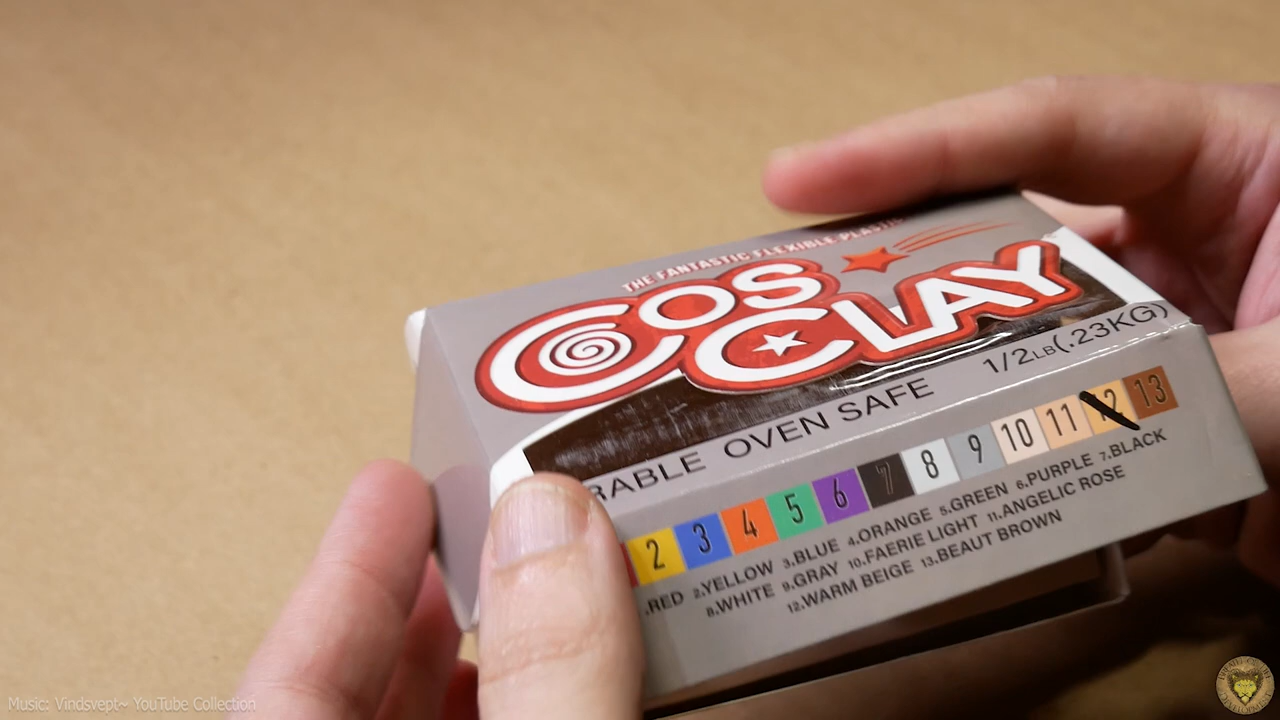 THE FANTASTIC FLEXIBLE PLASTIC
COS
CLAY
RABLE OVEN SAFE 1/2LB(.23KG)
2 3 4 5 6 7 8 9 10 11 12 13
.RED 2.YELLOW 3.BLUE 4.ORANGE 5.GREEN 6.PURPLE 7.BLACK
8.WHITE 9.GRAY 10.FAERIE LIGHT 11.ANGELIC ROSE
12.WARM BEIGE 13.BEAUT BROWN
Music: Vindsvept~ YouTube Collection